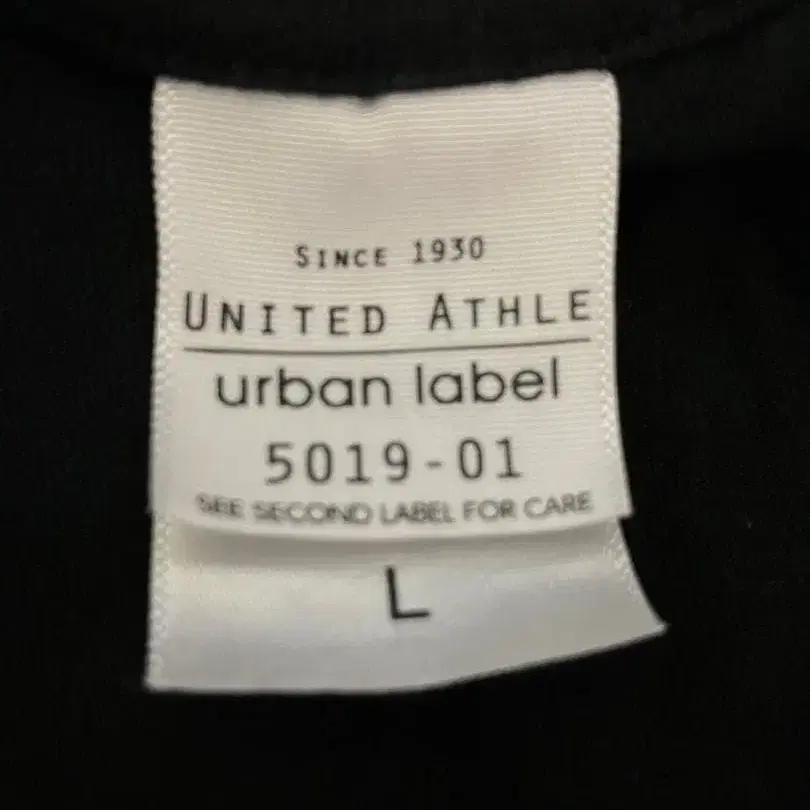 SINCE 1930
UNITED ATHLE
urban label
5019-01
SEE SECOND LABEL FOR CARE
L